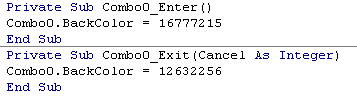 Private Sub Combo0_Enter()
Combo0.BackColor = 16777215
End Sub
Private Sub Combo0_Exit(Cancel As Integer)
Combo0.BackColor = 12632256
End Sub